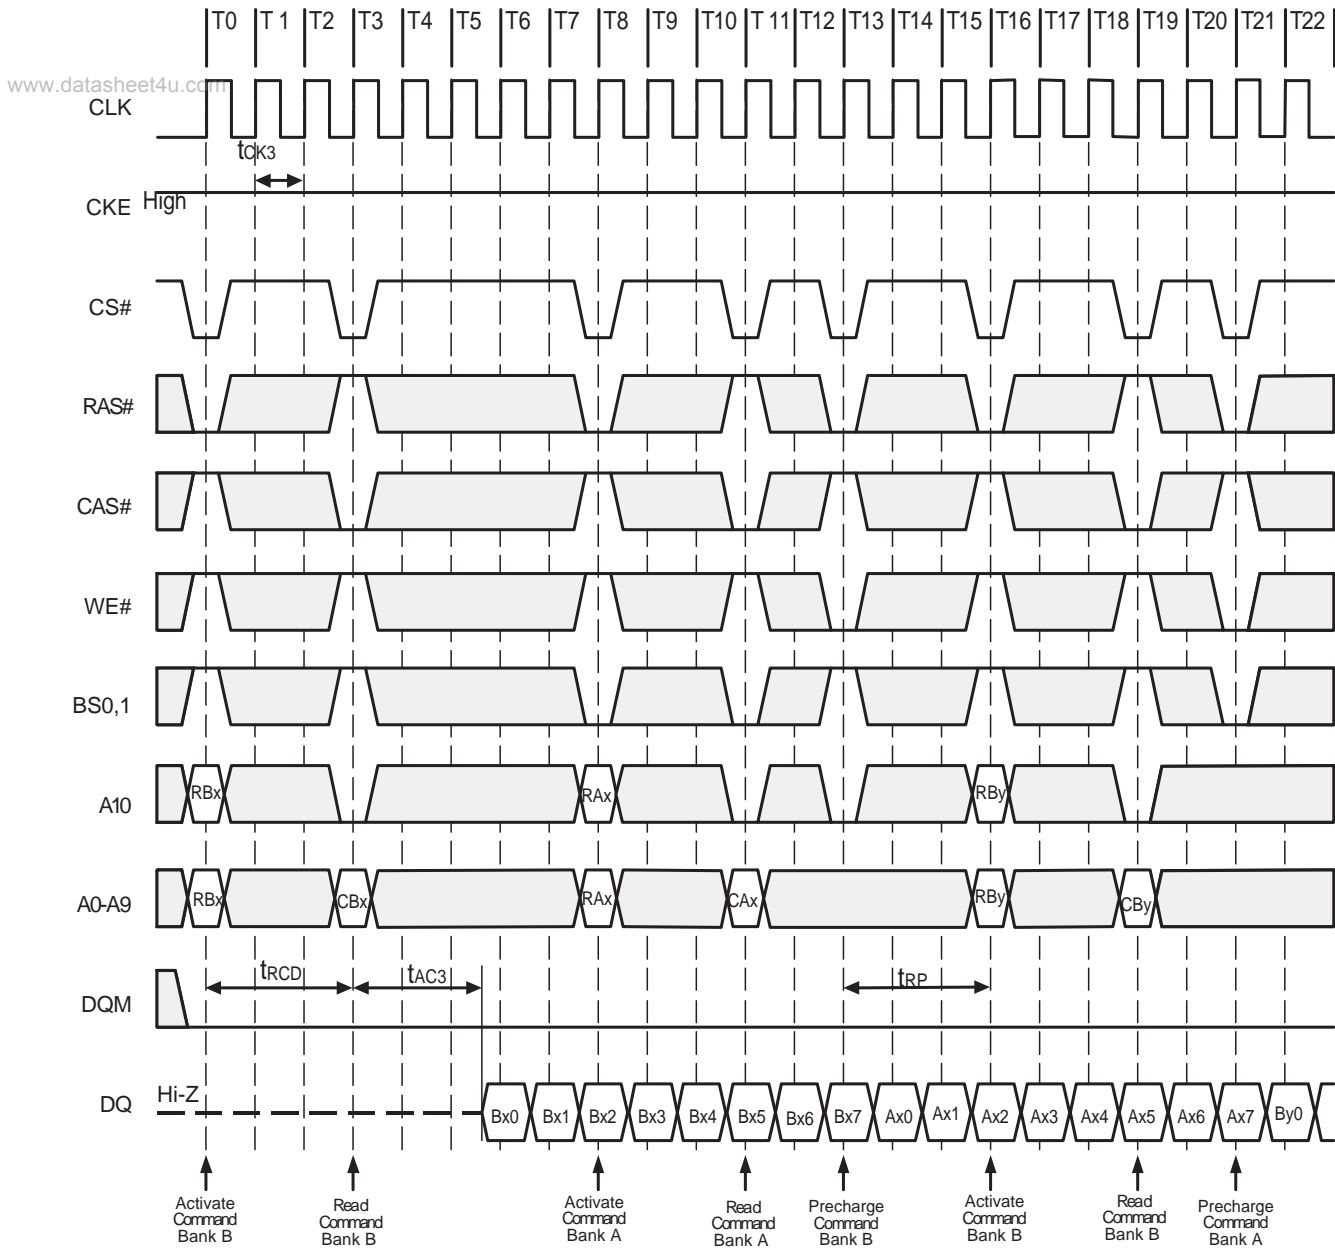 T0 T 1 T2 T3 T4 T5 T6 T7 T8 T9 T10 T 11 T12 T13 T14 T15 T16 T17 T18 T19 T20 T21 T22
www.datasheet4u.com
CLK
tCK3
CKE High
CS#
RAS#
CAS#
WE#
BS0,1
A10 RBx RAx RBy
A0-A9 RBx CBx RAx CAx RBy CBy
tRCD tAC3 tRP
DQM
Hi-Z
DQ Bx0 Bx1 Bx2 Bx3 Bx4 Bx5 Bx6 Bx7 Ax0 Ax1 Ax2 Ax3 Ax4 Ax5 Ax6 Ax7 By0
Activate
Command
Bank B
Read
Command
Bank B
Activate
Command
Bank A
Read
Command
Bank A
Precharge
Command
Bank B
Activate
Command
Bank B
Read
Command
Bank B
Precharge
Command
Bank A